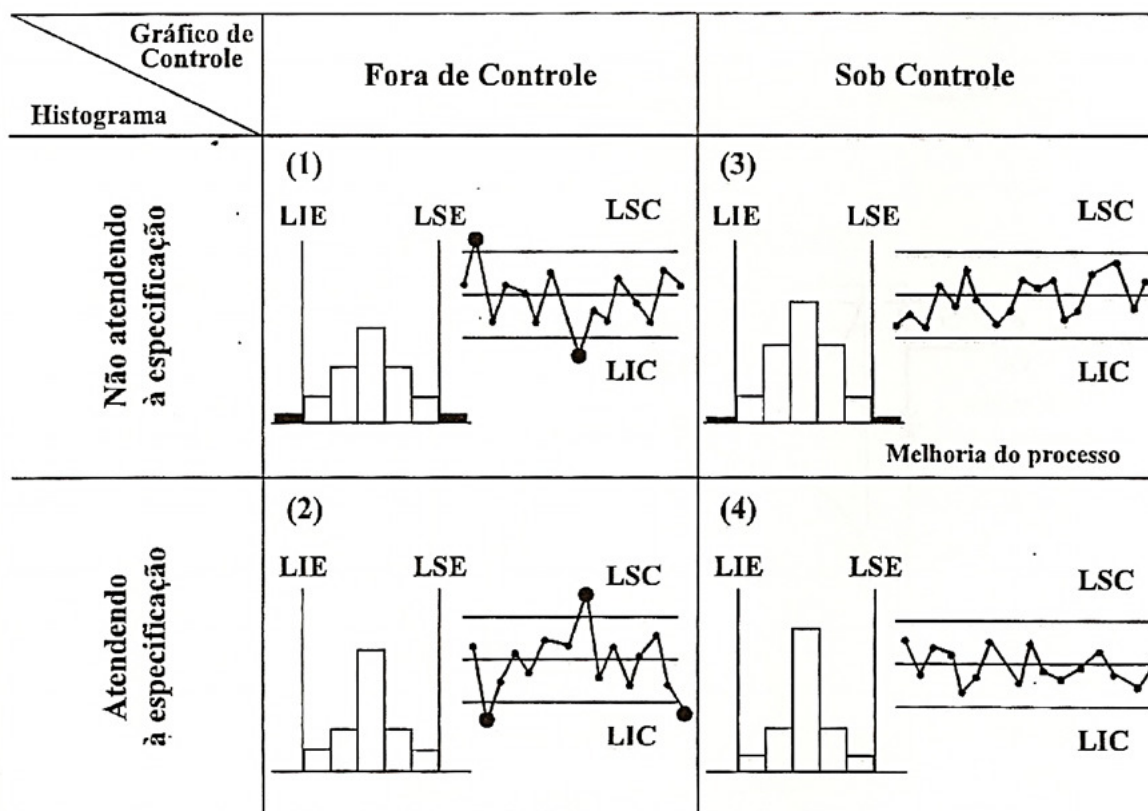 Gráfico de
Controle
Histograma
Fora de Controle
Sob Controle
Não atendendo
à especificação
(1)
LIE
LSE
LSC
LIC
(3)
LIE
LSE
LSC
LIC
Melhoria do processo
Atendendo
à especificação
(2)
LIE
LSE
LSC
LIC
(4)
LIE
LSE
LSC
LIC